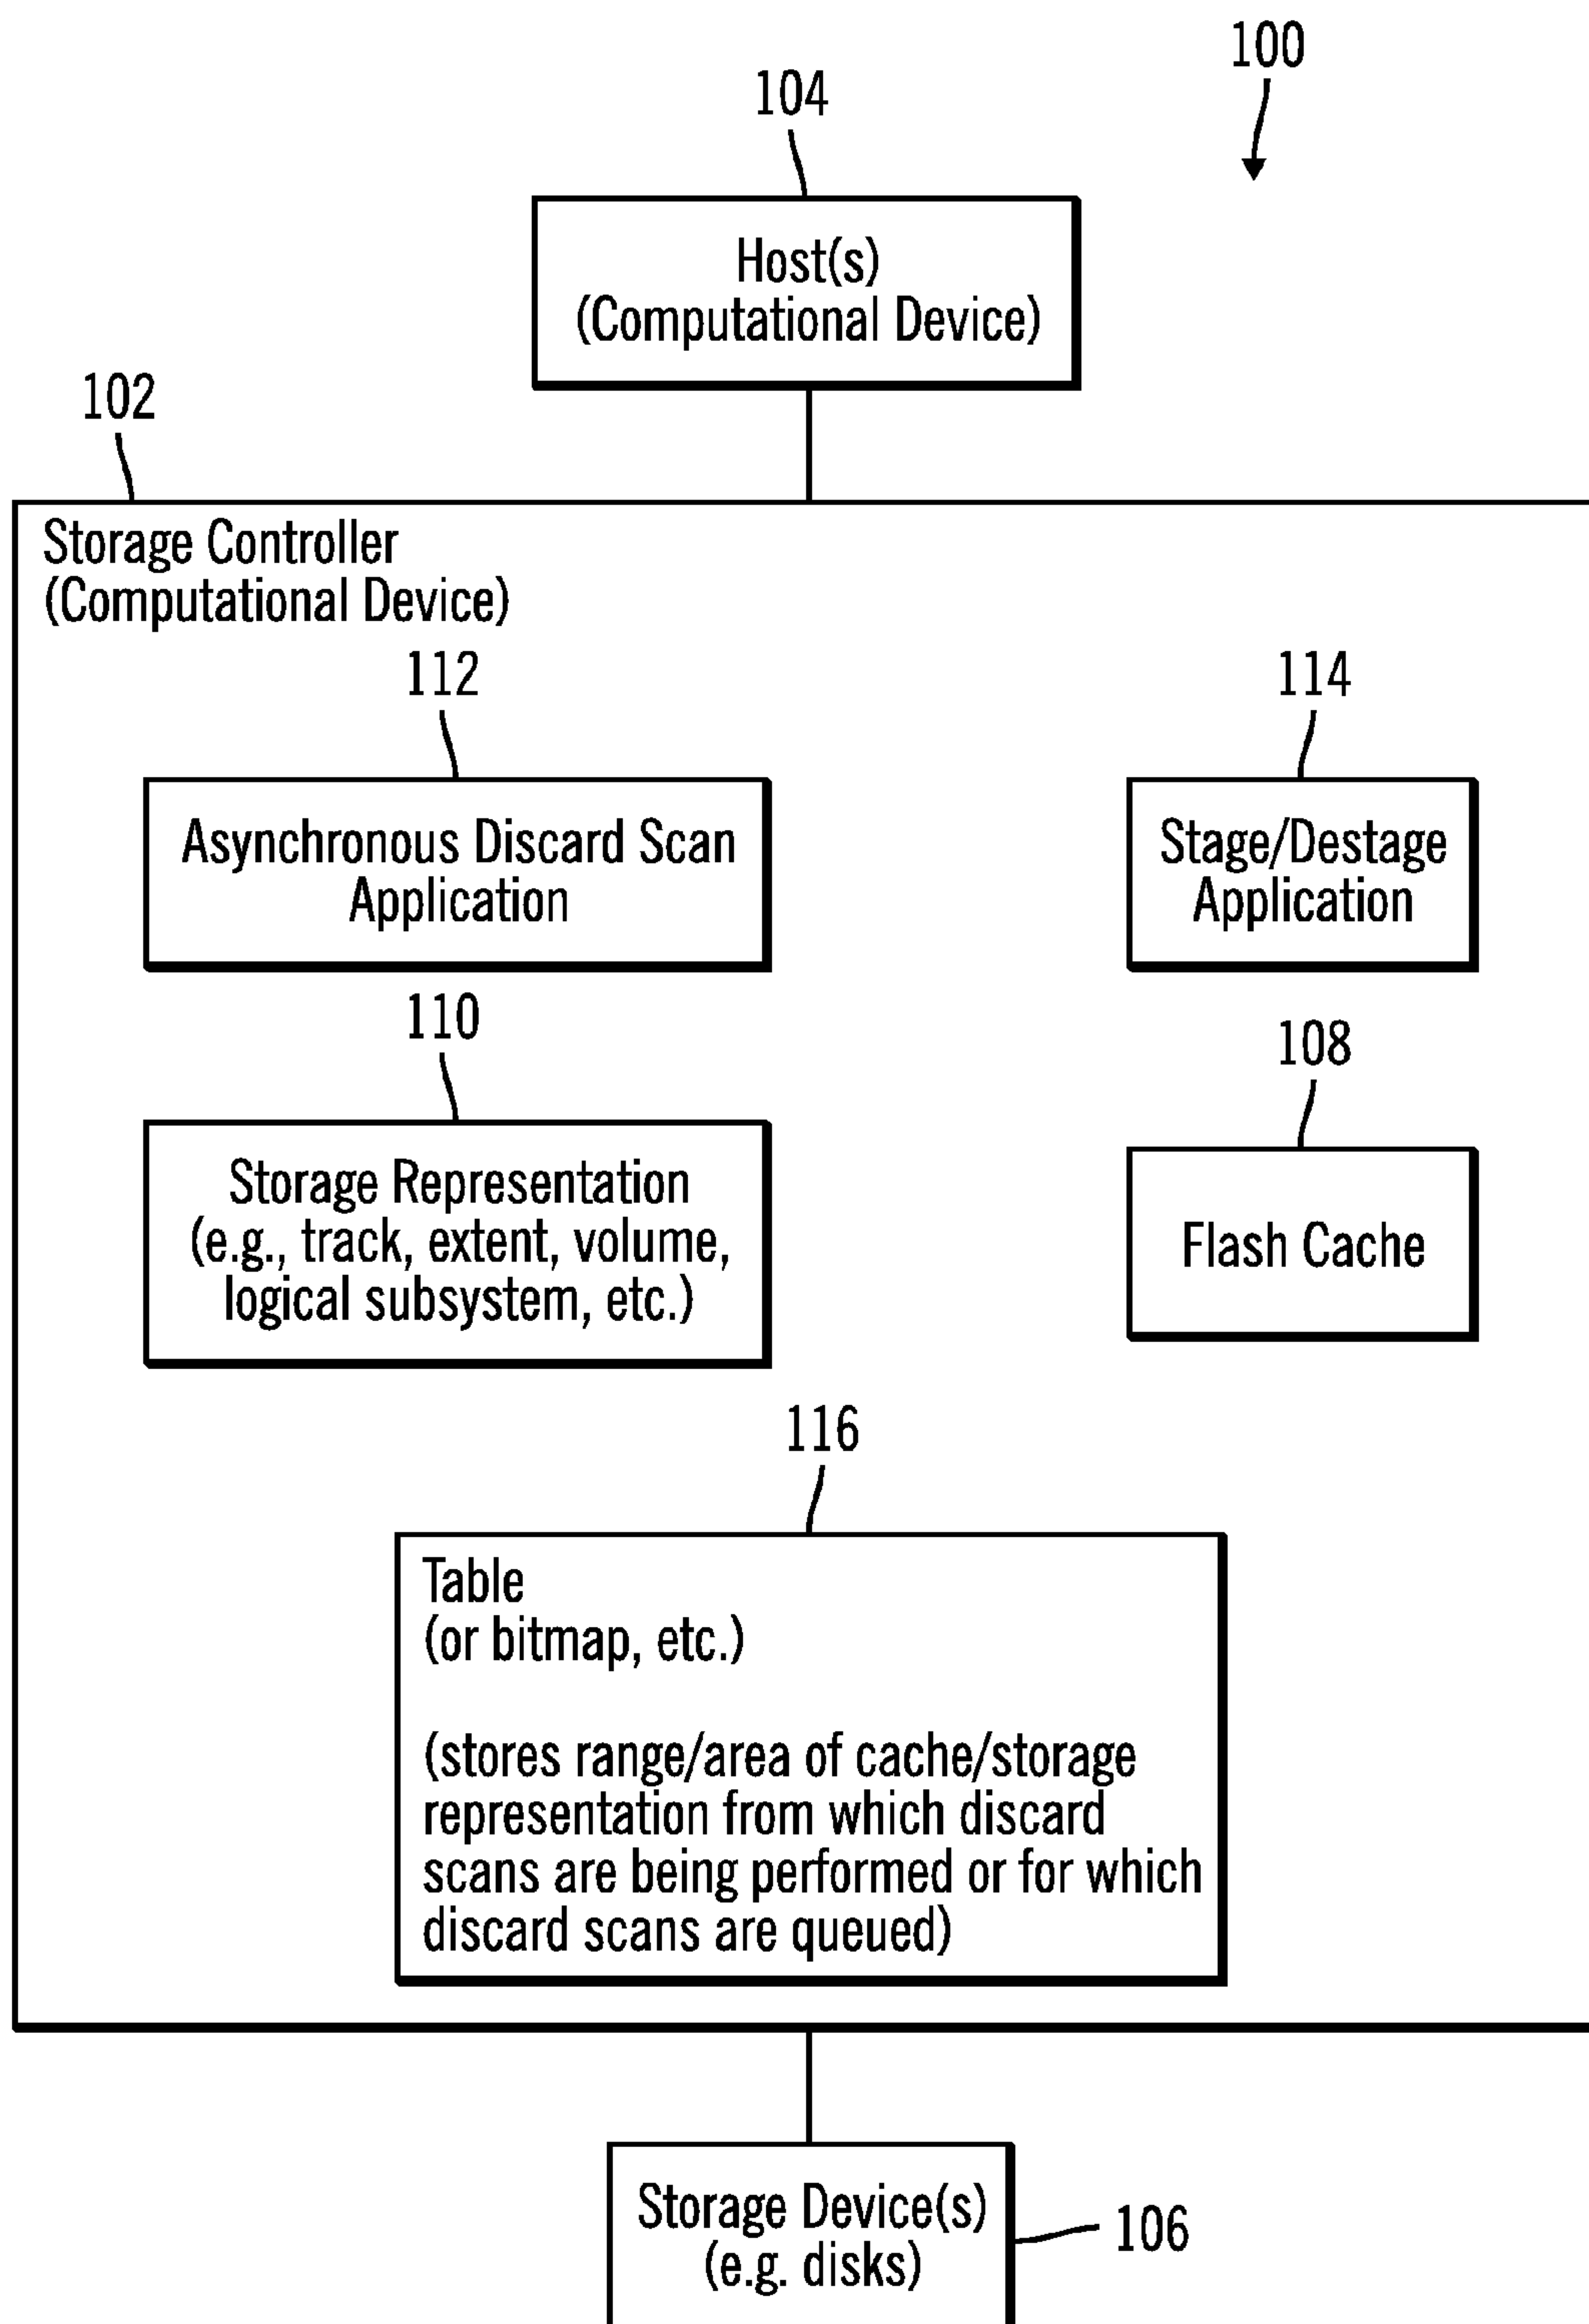 100
104
Host(s)
(Computational Device)
102
Storage Controller
(Computational Device)
112
114
Asynchronous Discard Scan
Application
Stage/Destage
Application
110
108
Storage Representation
(e.g., track, extent, volume,
logical subsystem, etc.)
Flash Cache
116
Table
(or bitmap, etc.)
(stores range/area of cache/storage
representation from which discard
scans are being performed or for which
discard scans are queued)
Storage Device(s)
(e.g. disks)
106